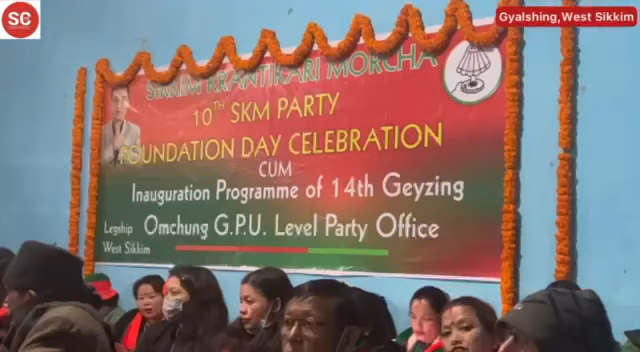 SC
Gyalshing,West Sikkim
SIKKIM KRANTIKARI MORCHA
10TH SKM PARTY
FOUNDATION DAY CELEBRATION
CUM
Inauguration Programme of 14th Geyzing
Omchung G.P.U. Level Party Office
Legship
West Sikkim